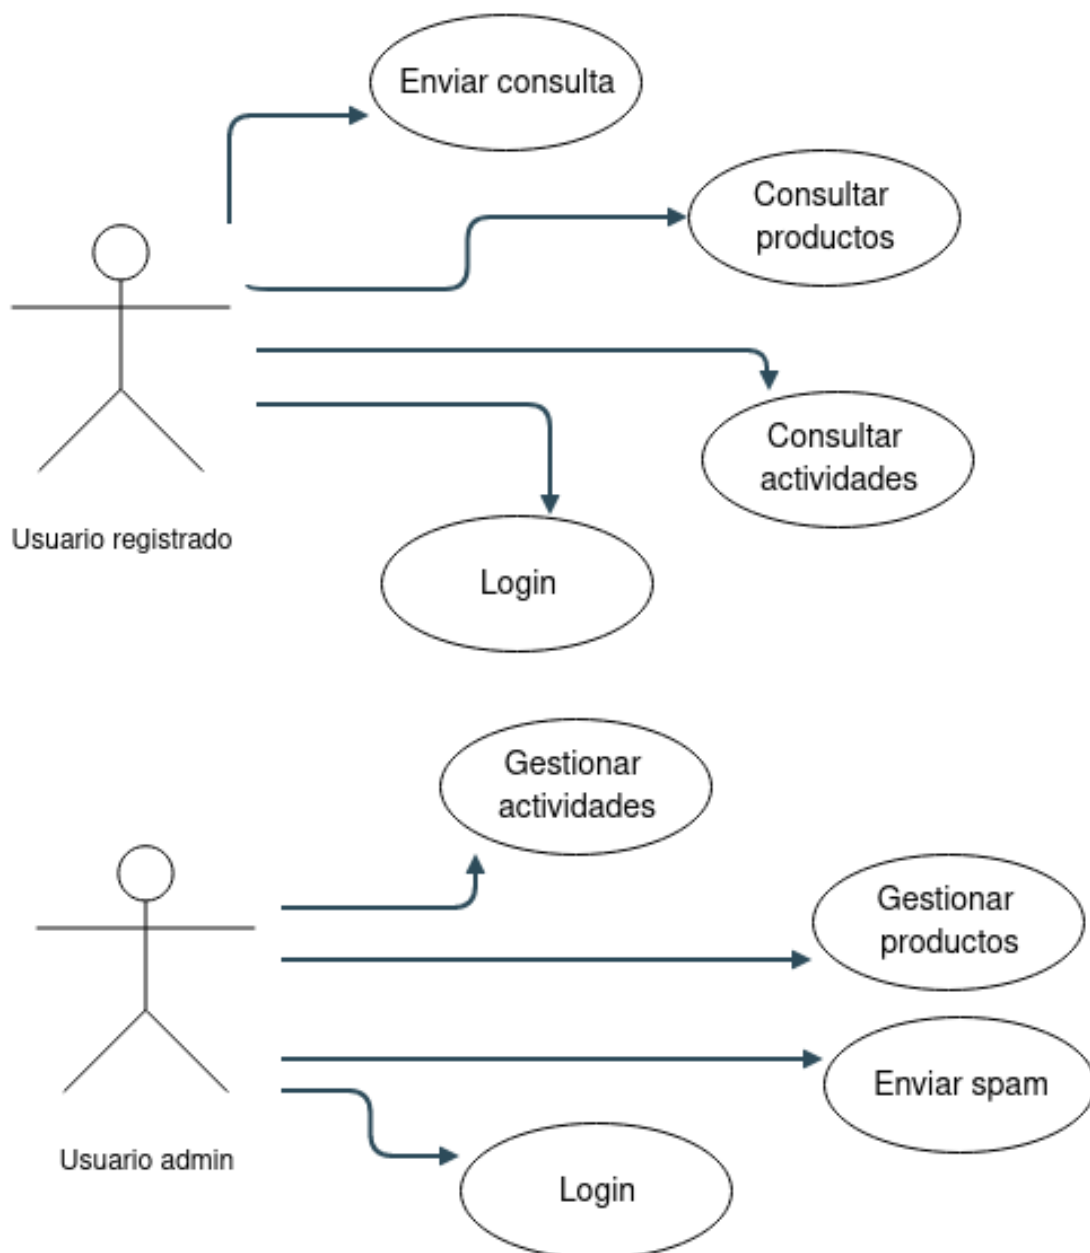 Enviar consulta
Consultar
productos
Consultar
actividades
Usuario registrado
Login
Gestionar
actividades
Gestionar
productos
Enviar spam
Usuario admin
Login